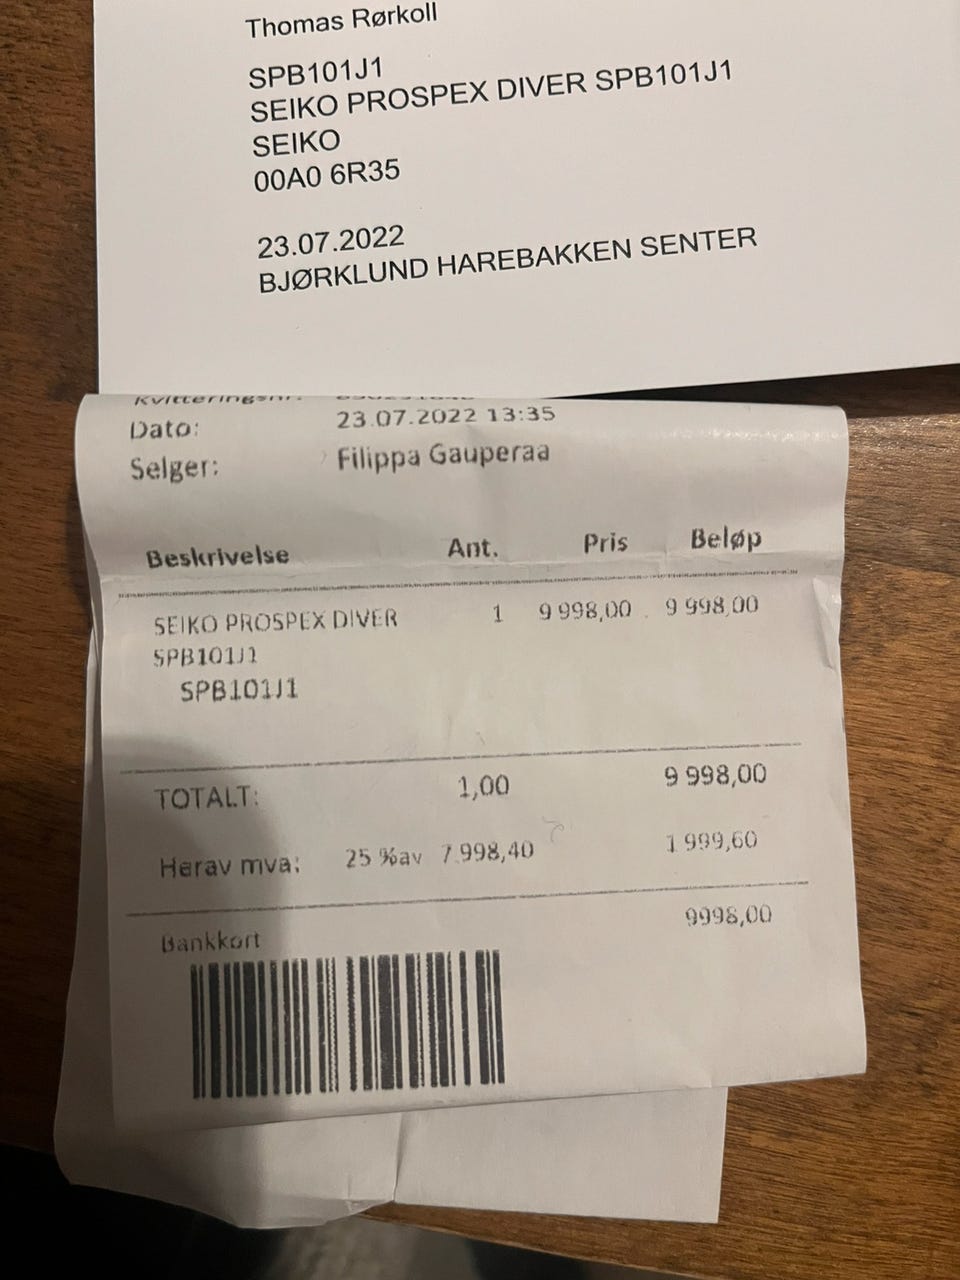 Thomas Rørkoll
SPB101J1
SEIKO PROSPEX DIVER SPB101J1
SEIKO
00A0 6R35
23.07.2022
BJØRKLUND HAREBAKKEN SENTER
Kvitteringsnr:
Dato: 23.07.2022 13:35
Selger: Filippa Gauperaa
Beskrivelse Ant. Pris Beløp
SEIKO PROSPEX DIVER 1 9 998,00 9 998,00
SPB101J1
SPB101J1
TOTALT: 1,00 9 998,00
Herav mva: 25 %av 7 998,40 1 999,60
Bankkort 9998,00